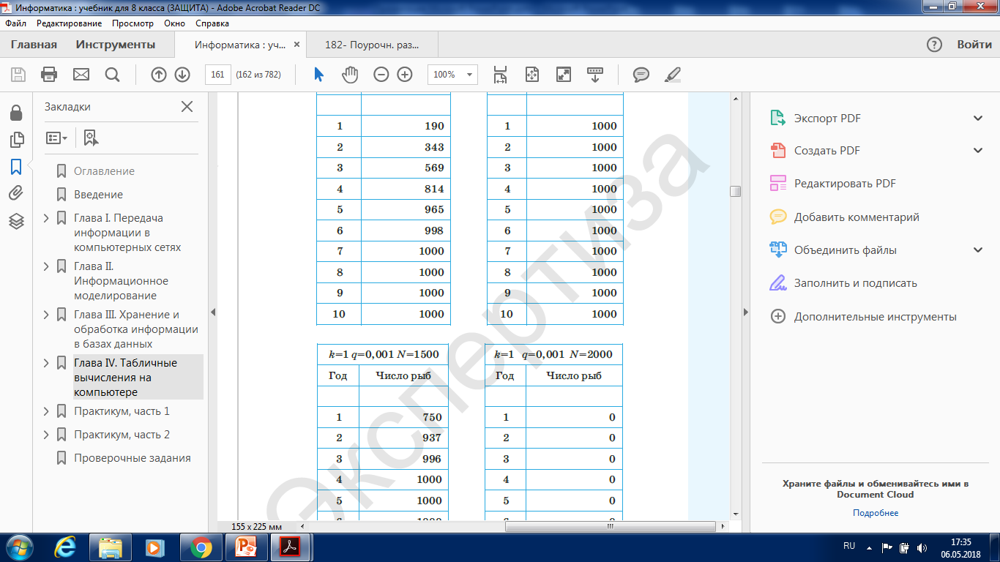 Информатика : учебник для 8 класса (ЗАЩИТА) - Adobe Acrobat Reader DC
Файл Редактирование Просмотр Окно Справка
Главная Инструменты Информатика : уч... × 182- Поурочн. раз... Войти
161 (162 из 782) 100%
Закладки
Оглавление
Введение
Глава I. Передача
информации в
компьютерных сетях
Глава II.
Информационное
моделирование
Глава III. Хранение и
обработка информации
в базах данных
Глава IV. Табличные
вычисления на
компьютере
Практикум, часть 1
Практикум, часть 2
Проверочные задания
1 190 1 1000
2 343 2 1000
3 569 3 1000
4 814 4 1000
5 965 5 1000
6 998 6 1000
7 1000 7 1000
8 1000 8 1000
9 1000 9 1000
10 1000 10 1000
k=1 q=0,001 N=1500 k=1 q=0,001 N=2000
Год Число рыб Год Число рыб
1 750 1 0
2 937 2 0
3 996 3 0
4 1000 4 0
5 1000 5 0
Экспертиза
155 x 225 мм
Экспорт PDF
Создать PDF
Редактировать PDF
Добавить комментарий
Объединить файлы
Заполнить и подписать
Дополнительные инструменты
Храните файлы и обменивайтесь ими в
Document Cloud
Подробнее
RU 17:35
06.05.2018